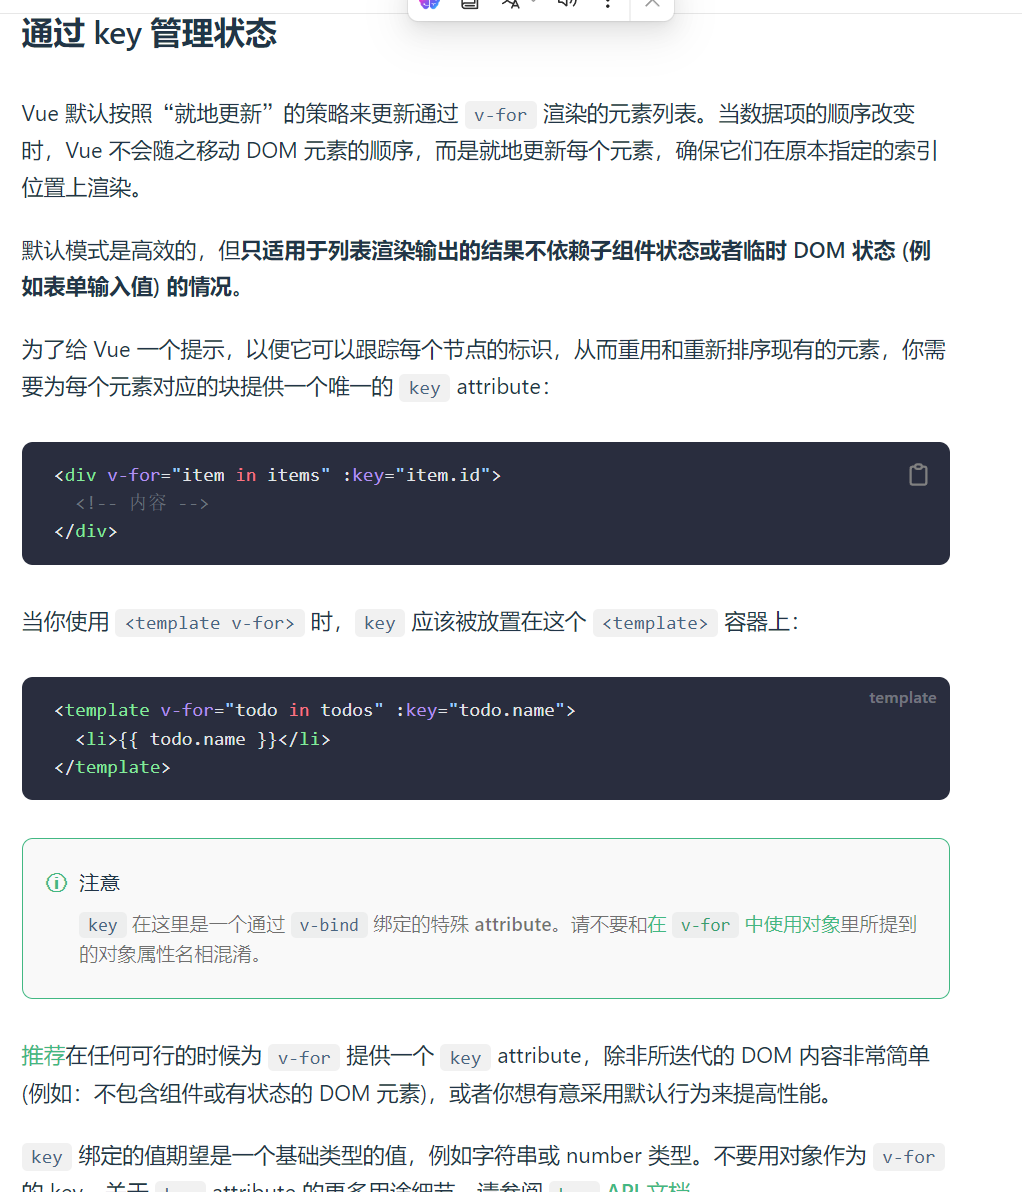 通过 key 管理状态
Vue 默认按照“就地更新”的策略来更新通过 v-for 渲染的元素列表。当数据项的顺序改变
时，Vue 不会随之移动 DOM 元素的顺序，而是就地更新每个元素，确保它们在原本指定的索引
位置上渲染。
默认模式是高效的，但只适用于列表渲染输出的结果不依赖子组件状态或者临时 DOM 状态 (例
如表单输入值) 的情况。
为了给 Vue 一个提示，以便它可以跟踪每个节点的标识，从而重用和重新排序现有的元素，你需
要为每个元素对应的块提供一个唯一的 key attribute：
<div v-for="item in items" :key="item.id">
  <!-- 内容 -->
</div>
当你使用 <template v-for> 时，key 应该被放置在这个 <template> 容器上：
template
<template v-for="todo in todos" :key="todo.name">
  <li>{{ todo.name }}</li>
</template>
注意
key 在这里是一个通过 v-bind 绑定的特殊 attribute。请不要和在 v-for 中使用对象里所提到
的对象属性名相混淆。
推荐在任何可行的时候为 v-for 提供一个 key attribute，除非所迭代的 DOM 内容非常简单
(例如：不包含组件或有状态的 DOM 元素)，或者你想有意采用默认行为来提高性能。
key 绑定的值期望是一个基础类型的值，例如字符串或 number 类型。不要用对象作为 v-for
的 key。关于 key attribute 的更多用途细节，请参阅 key API 文档